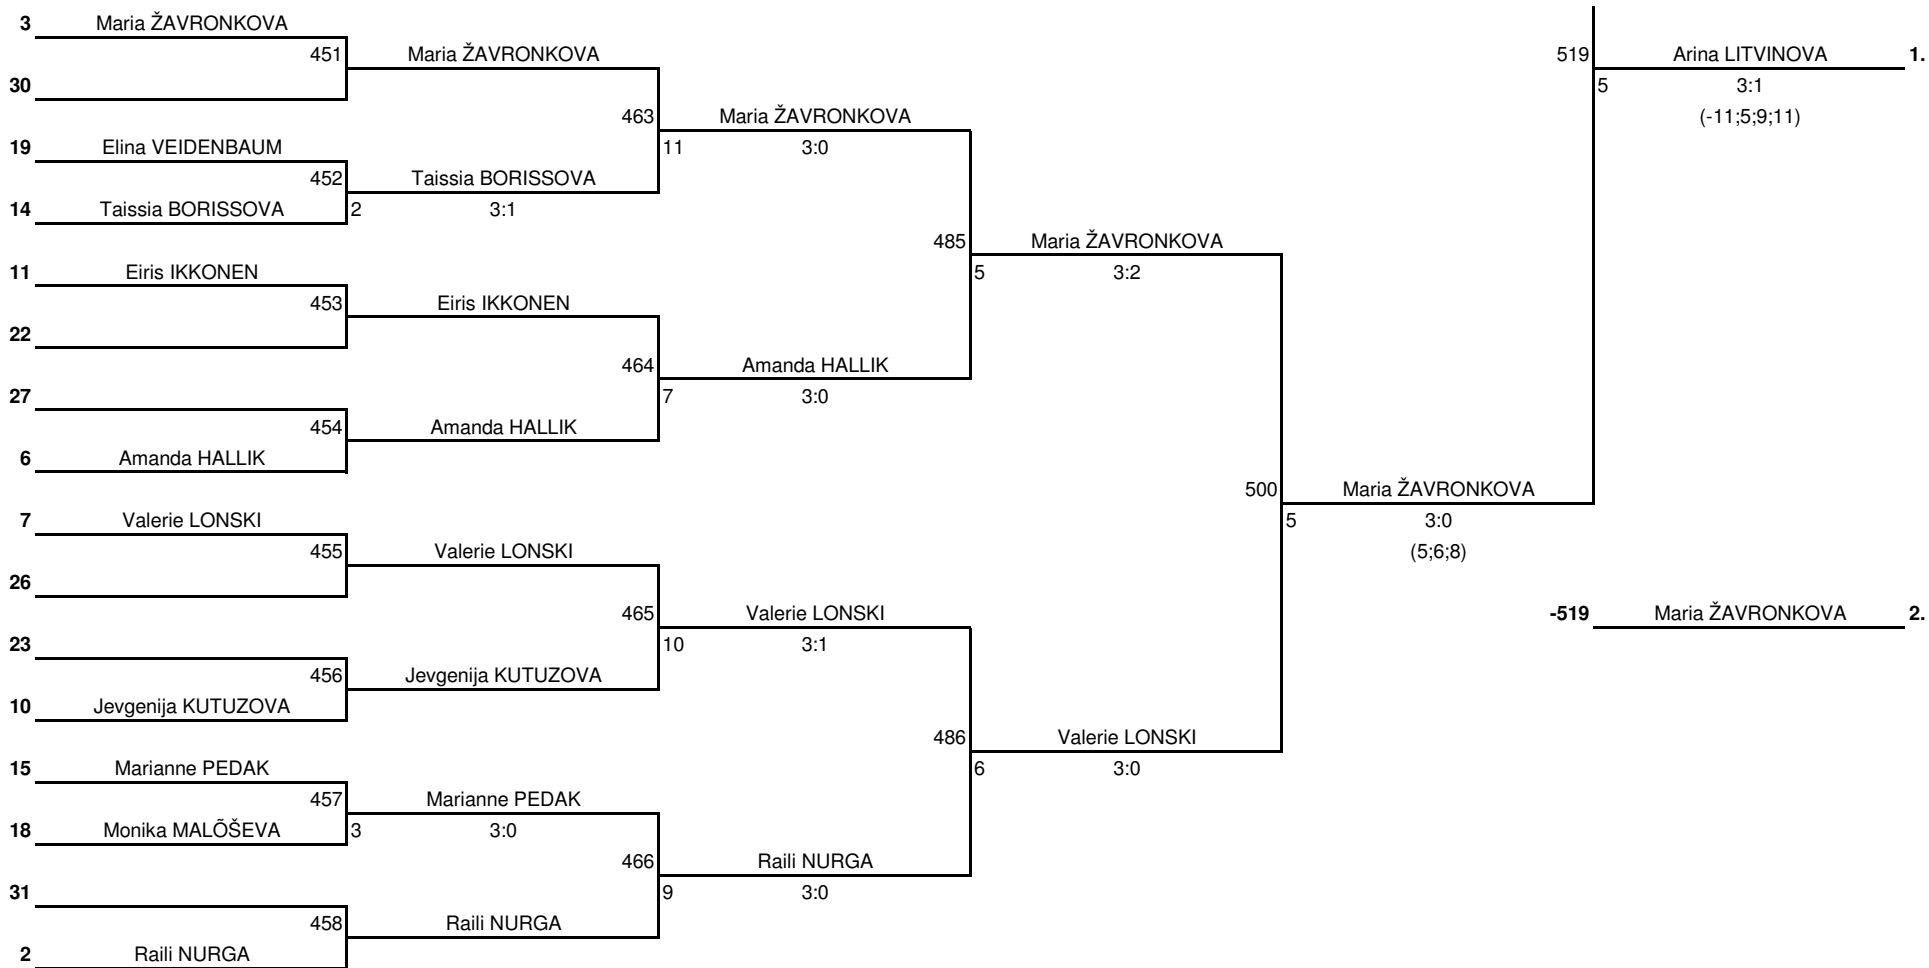 3 Maria ŽAVRONKOVA
451 Maria ŽAVRONKOVA 519 Arina LITVINOVA 1.
30 5 3:1
463 Maria ŽAVRONKOVA (-11;5;9;11)
19 Elina VEIDENBAUM 11 3:0
452 Taissia BORISSOVA
14 Taissia BORISSOVA 2 3:1
485 Maria ŽAVRONKOVA
11 Eiris IKKONEN 5 3:2
453 Eiris IKKONEN
22
464 Amanda HALLIK
27 7 3:0
454 Amanda HALLIK
6 Amanda HALLIK
500 Maria ŽAVRONKOVA
7 Valerie LONSKI 5 3:0
455 Valerie LONSKI (5;6;8)
26
465 Valerie LONSKI -519 Maria ŽAVRONKOVA 2.
23 10 3:1
456 Jevgenija KUTUZOVA
10 Jevgenija KUTUZOVA
486 Valerie LONSKI
15 Marianne PEDAK 6 3:0
457 Marianne PEDAK
18 Monika MALÕŠEVA 3 3:0
466 Raili NURGA
31 9 3:0
458 Raili NURGA
2 Raili NURGA